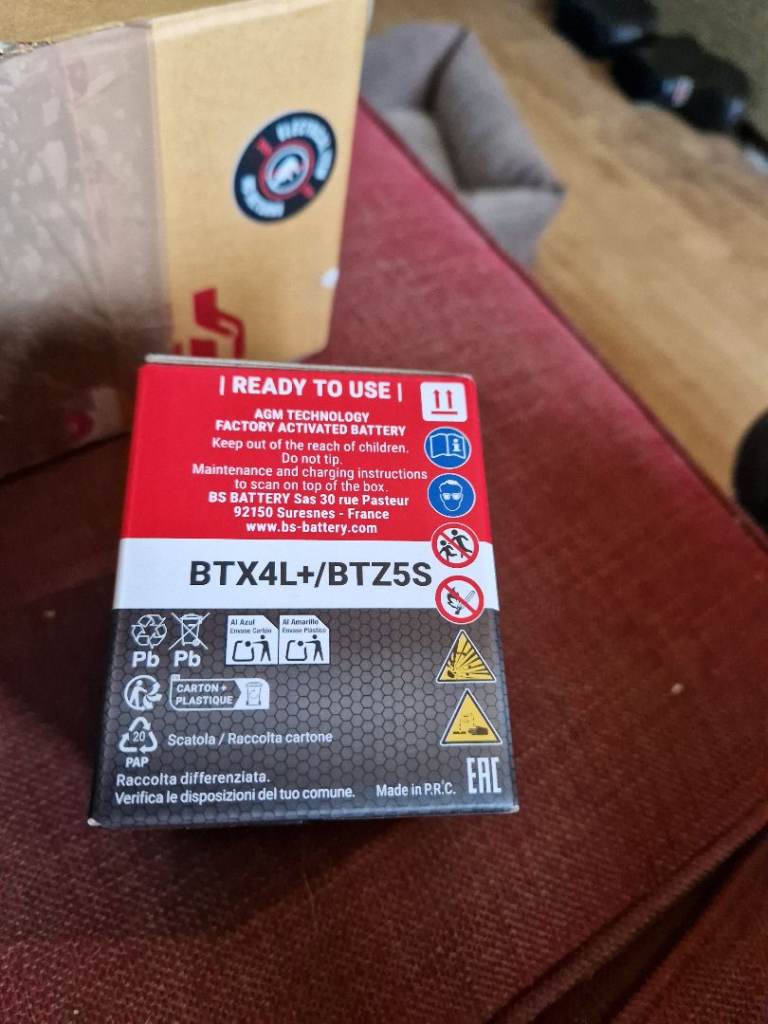 | READY TO USE |
AGM TECHNOLOGY
FACTORY ACTIVATED BATTERY
Keep out of the reach of children.
Do not tip.
Maintenance and charging instructions
to scan on top of the box.
BS BATTERY Sas 30 rue Pasteur
92150 Suresnes - France
www.bs-battery.com
BTX4L+/BTZ5S
Al Azul
Envase Cartón
Al Amarillo
Envase Plástico
Pb
Pb
CARTON +
PLASTIQUE
20
PAP
Scatola / Raccolta cartone
Raccolta differenziata.
Verifica le disposizioni del tuo comune.
Made in P.R.C.
EAC